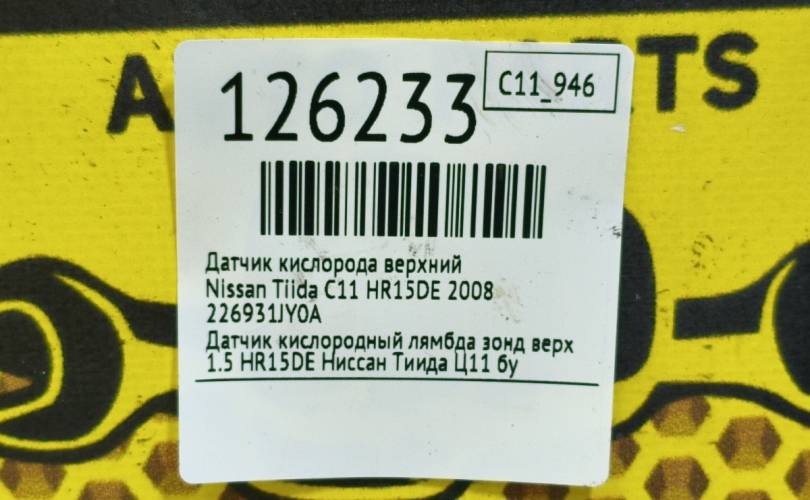 126233
C11_946
Датчик кислорода верхний
Nissan Tiida C11 HR15DE 2008
226931JY0A
Датчик кислородный лямбда зонд верх
1.5 HR15DE Ниссан Тиида Ц11 бу